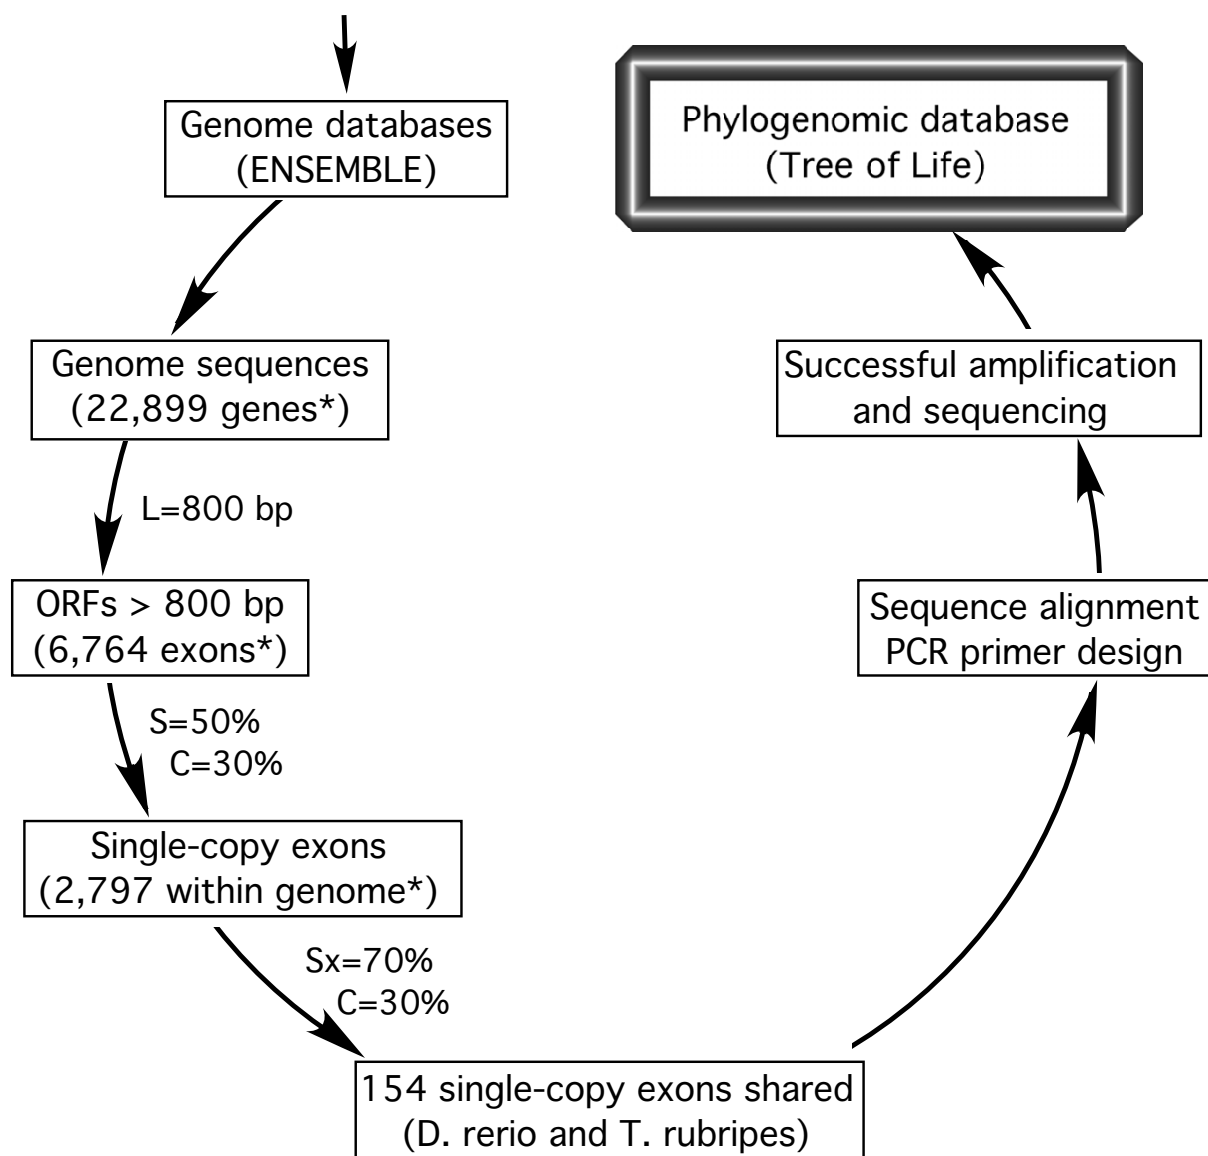 Genome databases
(ENSEMBLE)
Genome sequences
(22,899 genes*)
L=800 bp
ORFs > 800 bp
(6,764 exons*)
S=50%
C=30%
Single-copy exons
(2,797 within genome*)
Sx=70%
C=30%
154 single-copy exons shared
(D. rerio and T. rubripes)
Sequence alignment
PCR primer design
Successful amplification
and sequencing
Phylogenomic database
(Tree of Life)